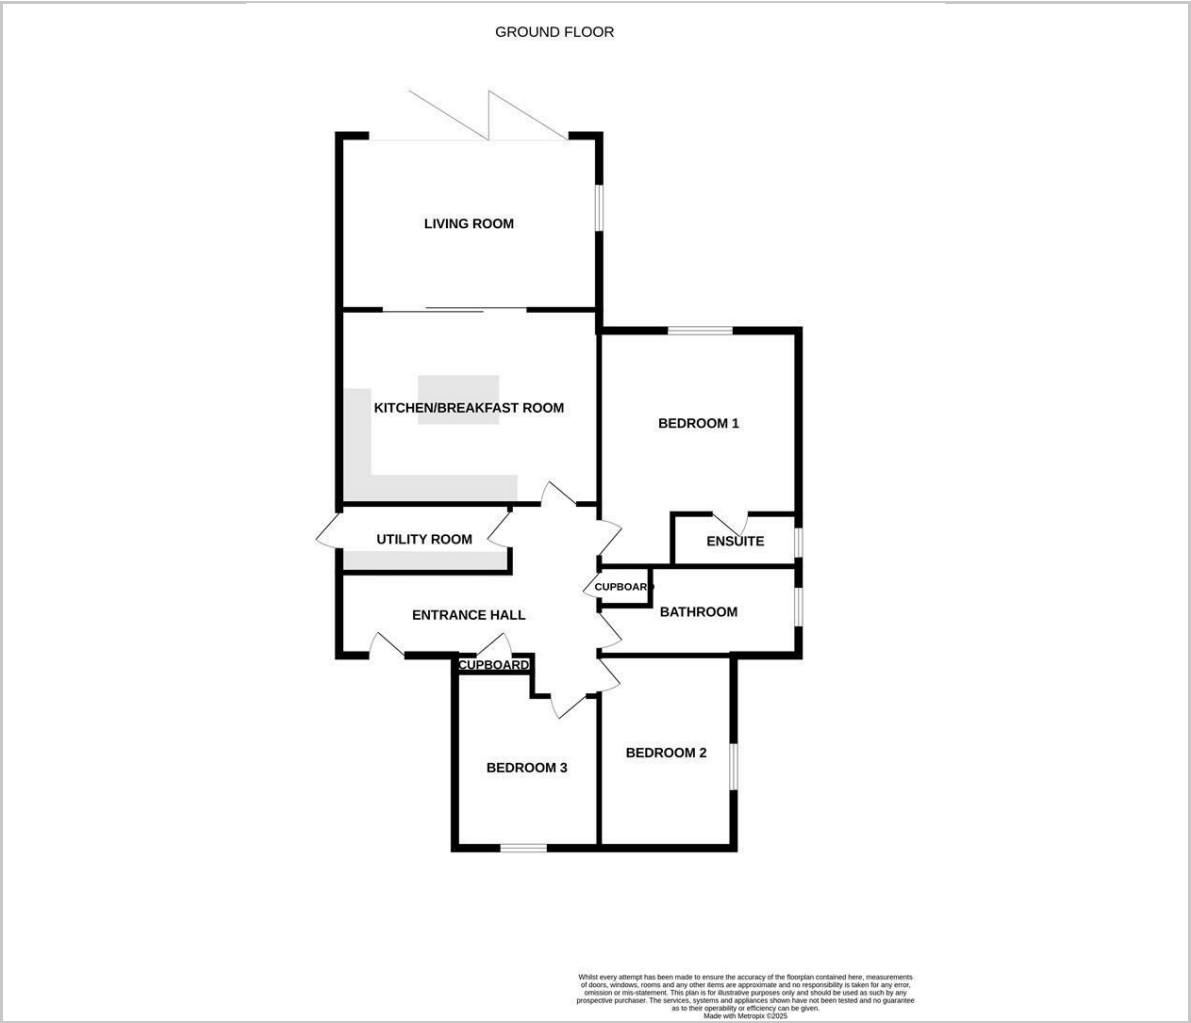 GROUND FLOOR
LIVING ROOM
KITCHEN/BREAKFAST ROOM
BEDROOM 1
UTILITY ROOM
ENSUITE
CUPBOARD
BATHROOM
ENTRANCE HALL
CUPBOARD
BEDROOM 2
BEDROOM 3
Whilst every attempt has been made to ensure the accuracy of the floorplan contained here, measurements
of doors, windows, rooms and any other items are approximate and no responsibility is taken for any error,
omission or mis-statement. This plan is for illustrative purposes only and should be used as such by any
prospective purchaser. The services, systems and appliances shown have not been tested and no guarantee
as to their operability or efficiency can be given.
Made with Metropix ©2025